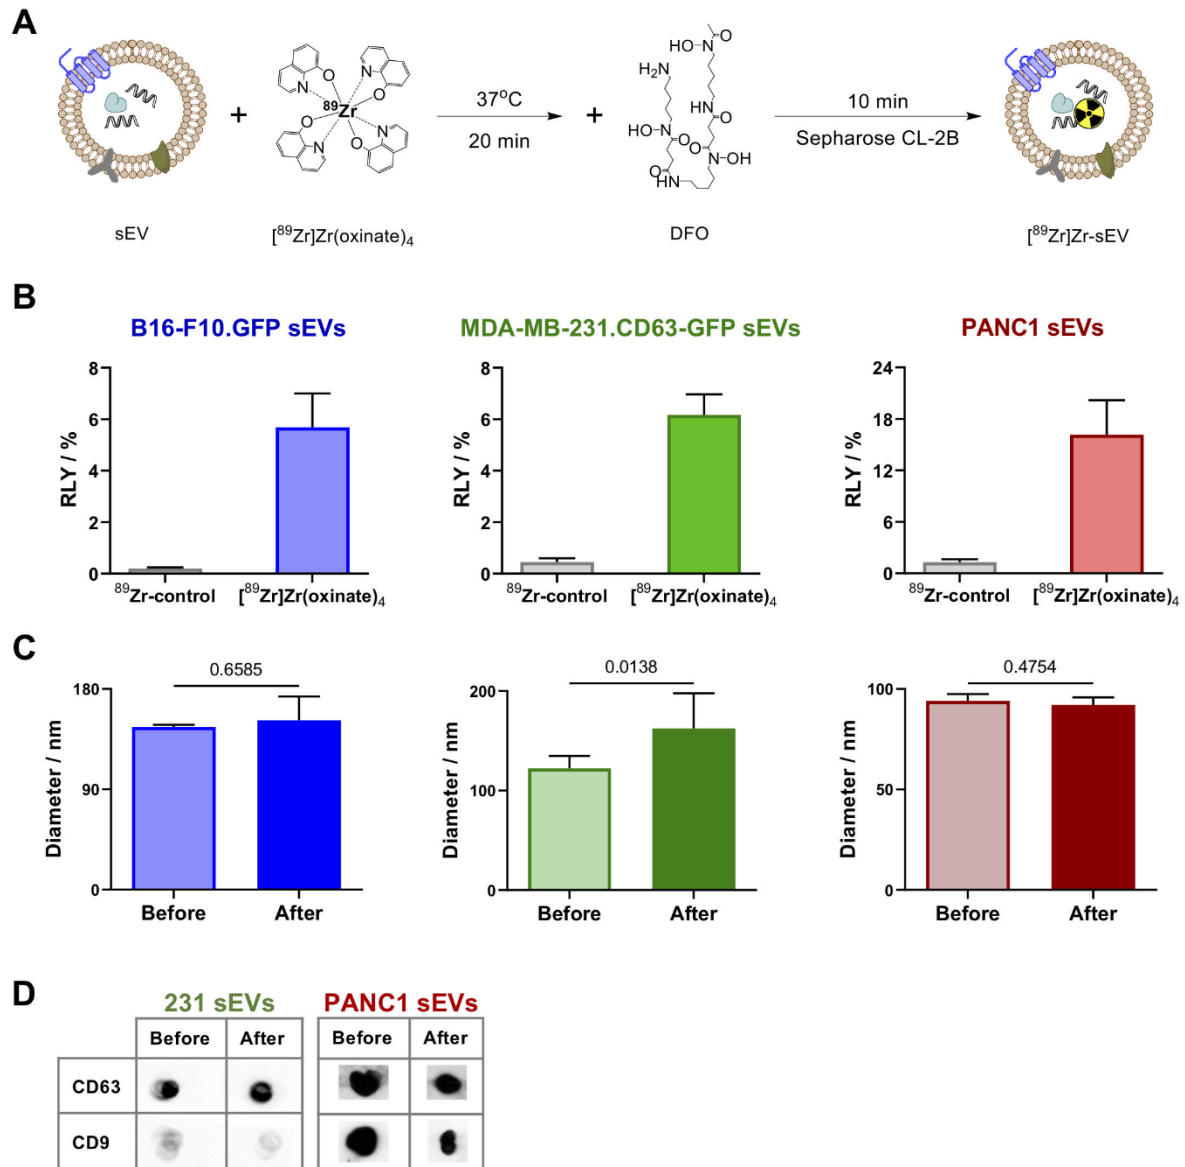 A
sEV
+
N
N
N
N
O
O
O
O
⁸⁹Zr
[⁸⁹Zr]Zr(oxinate)₄
37°C
20 min
+
HO-N
O
H₂N
HN
O
HO-N
O
O
N-OH
O
HN
DFO
10 min
Sepharose CL-2B
[⁸⁹Zr]Zr-sEV
B
B16-F10.GFP sEVs
RLY / %
8
6
4
2
0
⁸⁹Zr-control
[⁸⁹Zr]Zr(oxinate)₄
MDA-MB-231.CD63-GFP sEVs
RLY / %
8
6
4
2
0
⁸⁹Zr-control
[⁸⁹Zr]Zr(oxinate)₄
PANC1 sEVs
RLY / %
24
18
12
6
0
⁸⁹Zr-control
[⁸⁹Zr]Zr(oxinate)₄
C
0.6585
Diameter / nm
180
90
0
Before
After
0.0138
Diameter / nm
200
100
0
Before
After
0.4754
Diameter / nm
100
50
0
Before
After
D
231 sEVs
PANC1 sEVs
Before After Before After
CD63
CD9